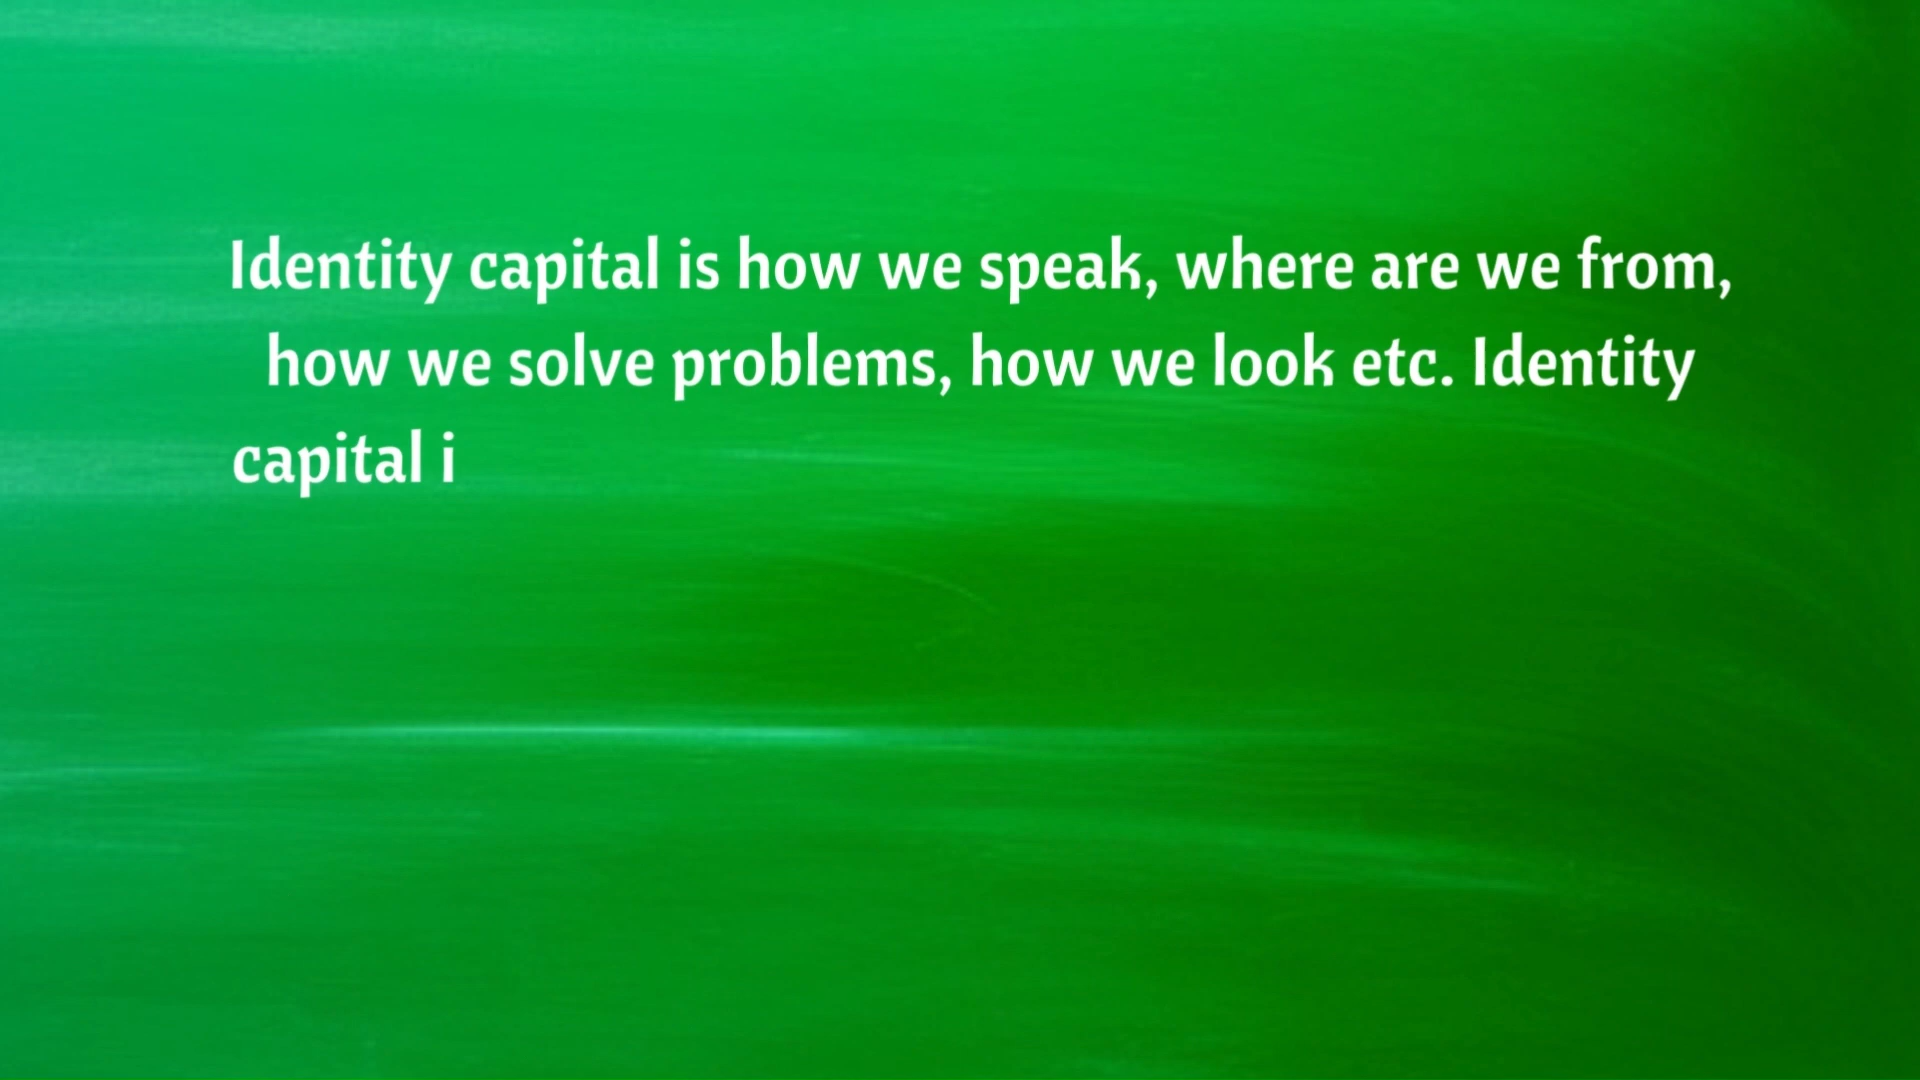 Identity capital is how we speak, where are we from,
how we solve problems, how we look etc. Identity
capital i